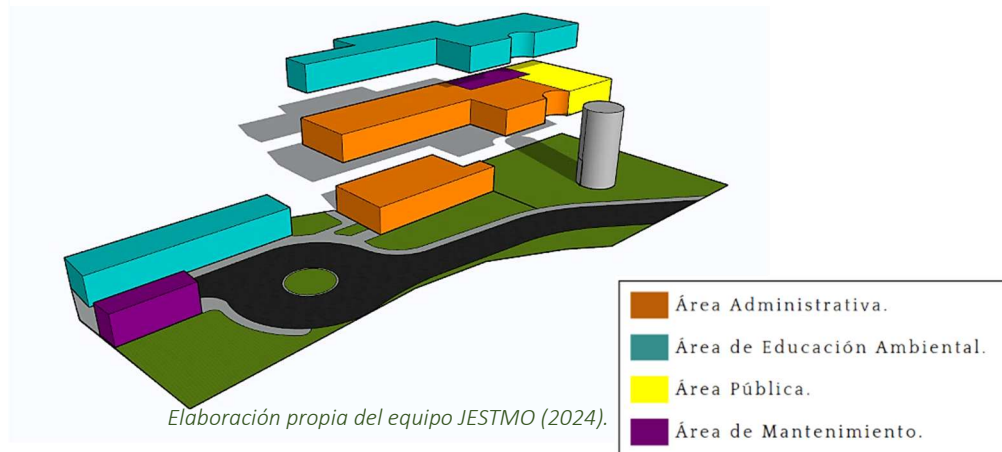 Elaboración propia del equipo JESTMO (2024).
Área Administrativa.
Área de Educación Ambiental.
Área Pública.
Área de Mantenimiento.